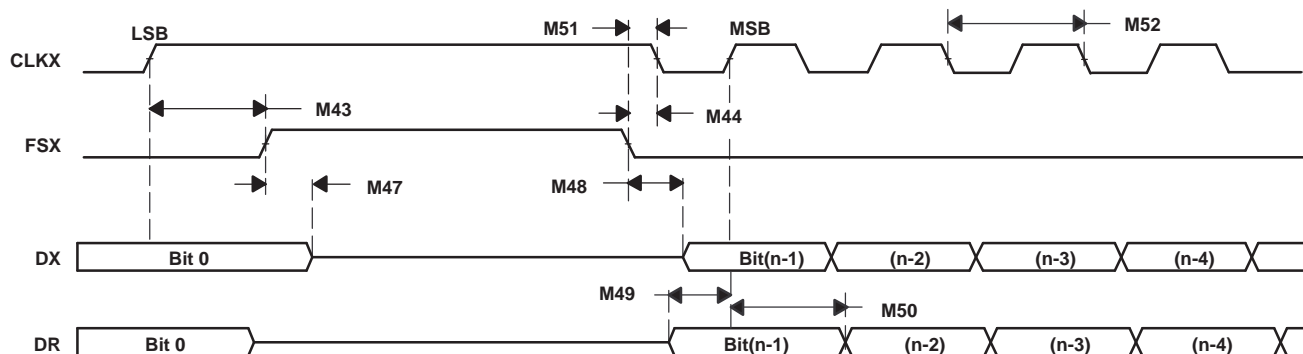 LSB M51 MSB M52
CLKX
M43 M44
FSX
M47 M48
DX Bit 0 Bit(n-1) (n-2) (n-3) (n-4)
M49 M50
DR Bit 0 Bit(n-1) (n-2) (n-3) (n-4)